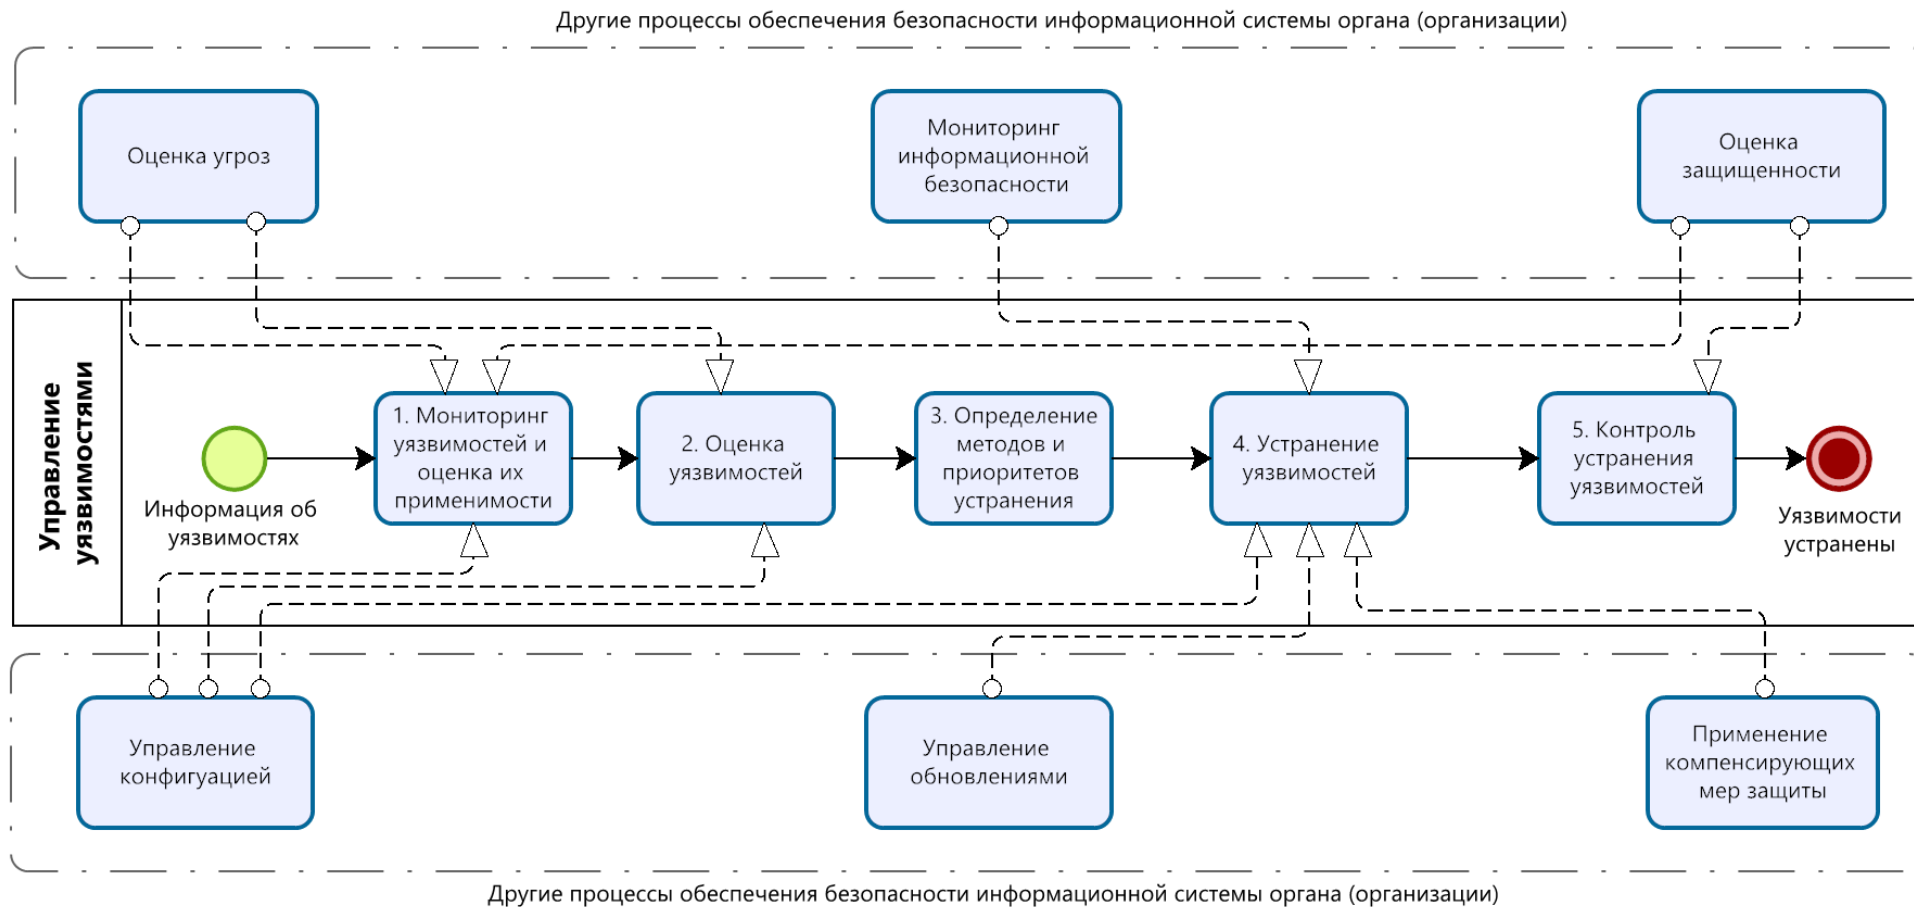 Другие процессы обеспечения безопасности информационной системы органа (организации)
Оценка угроз
Мониторинг
информационной
безопасности
Оценка
защищенности
Управление
уязвимостями
Информация об
уязвимостях
1. Мониторинг
уязвимостей и
оценка их
применимости
2. Оценка
уязвимостей
3. Определение
методов и
приоритетов
устранения
4. Устранение
уязвимостей
5. Контроль
устранения
уязвимостей
Уязвимости
устранены
Управление
конфигуацией
Управление
обновлениями
Применение
компенсирующих
мер защиты
Другие процессы обеспечения безопасности информационной системы органа (организации)